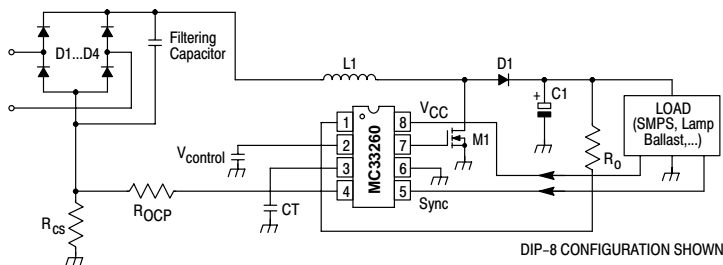 D1...D4
Filtering
Capacitor
L1
D1
+
C1
LOAD
(SMPS, Lamp
Ballast,...)
VCC
1
2
3
4
MC33260
8
7
6
5
M1
Ro
Vcontrol
Sync
CT
ROCP
Rcs
DIP–8 CONFIGURATION SHOWN